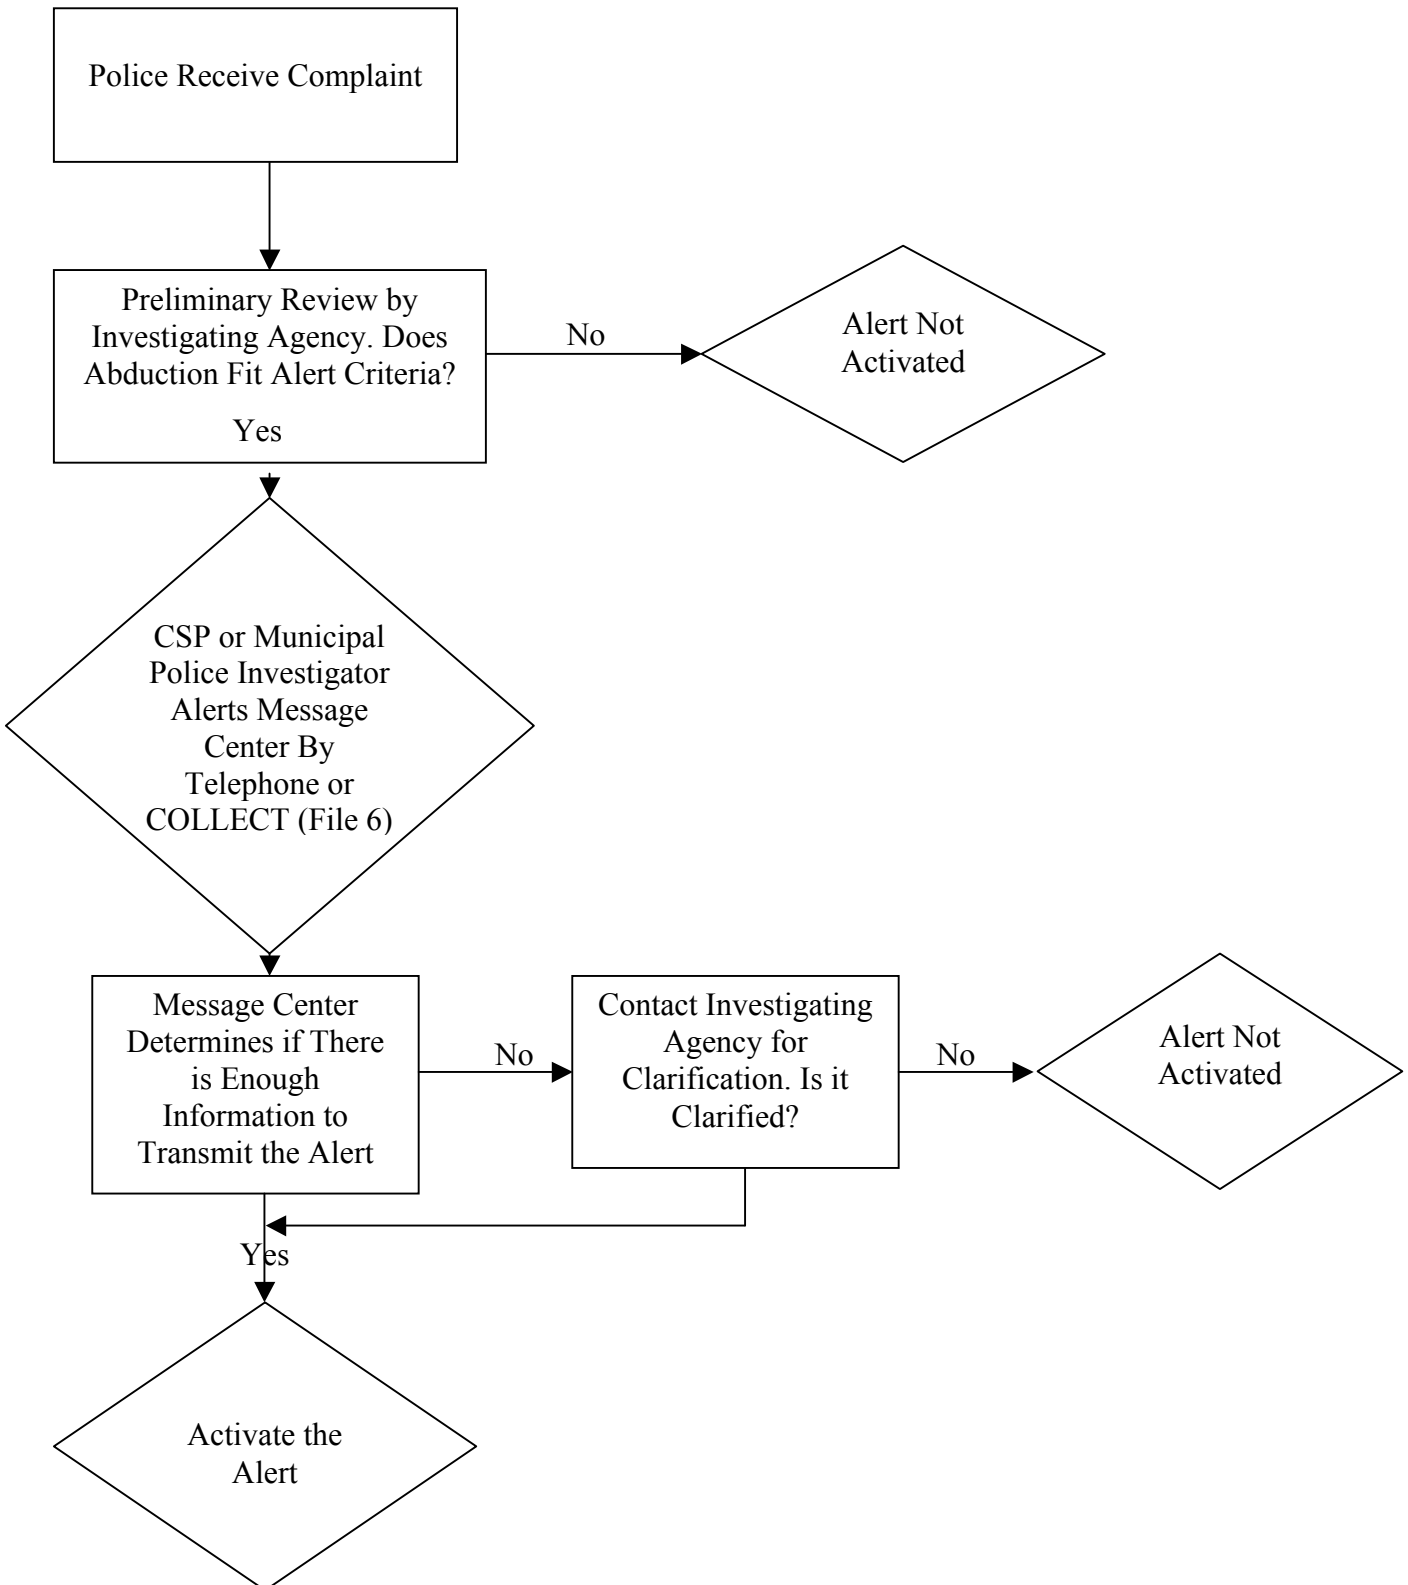 Police Receive Complaint
Preliminary Review by
Investigating Agency. Does
Abduction Fit Alert Criteria?
Yes
No
Alert Not
Activated
CSP or Municipal
Police Investigator
Alerts Message
Center By
Telephone or
COLLECT (File 6)
Message Center
Determines if There
is Enough
Information to
Transmit the Alert
No
Contact Investigating
Agency for
Clarification. Is it
Clarified?
No
Alert Not
Activated
Yes
Activate the
Alert